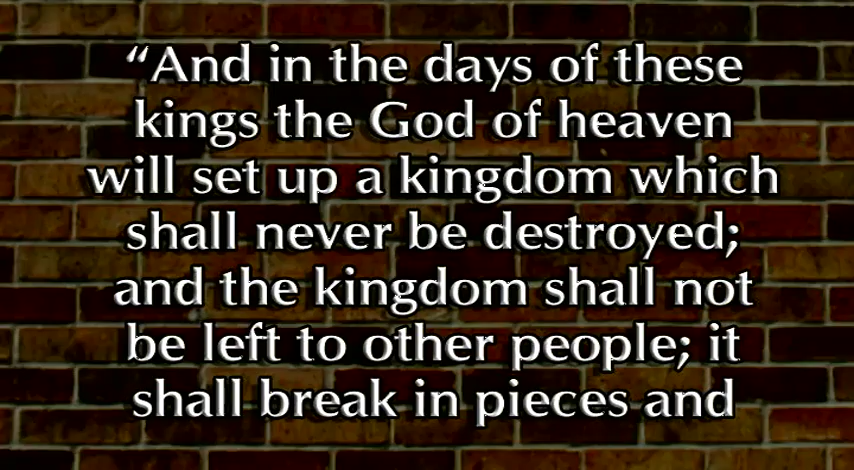 “And in the days of these
kings the God of heaven
will set up a kingdom which
shall never be destroyed;
and the kingdom shall not
be left to other people; it
shall break in pieces and